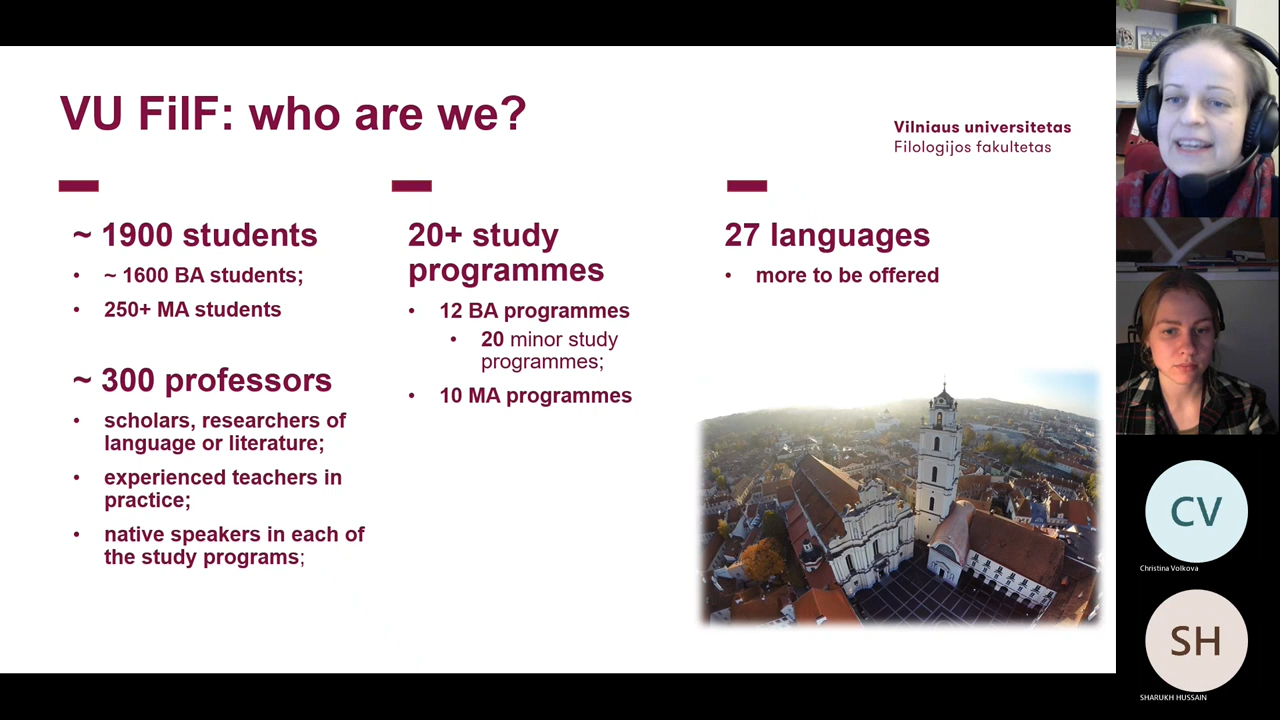 VU FilF: who are we?
Vilniaus universitetas
Filologijos fakultetas
~ 1900 students
• ~ 1600 BA students;
• 250+ MA students
~ 300 professors
• scholars, researchers of
language or literature;
• experienced teachers in
practice;
• native speakers in each of
the study programs;
20+ study
programmes
• 12 BA programmes
• 20 minor study
programmes;
• 10 MA programmes
27 languages
• more to be offered
CV
Christina Volkova
SH
SHARUKH HUSSAIN